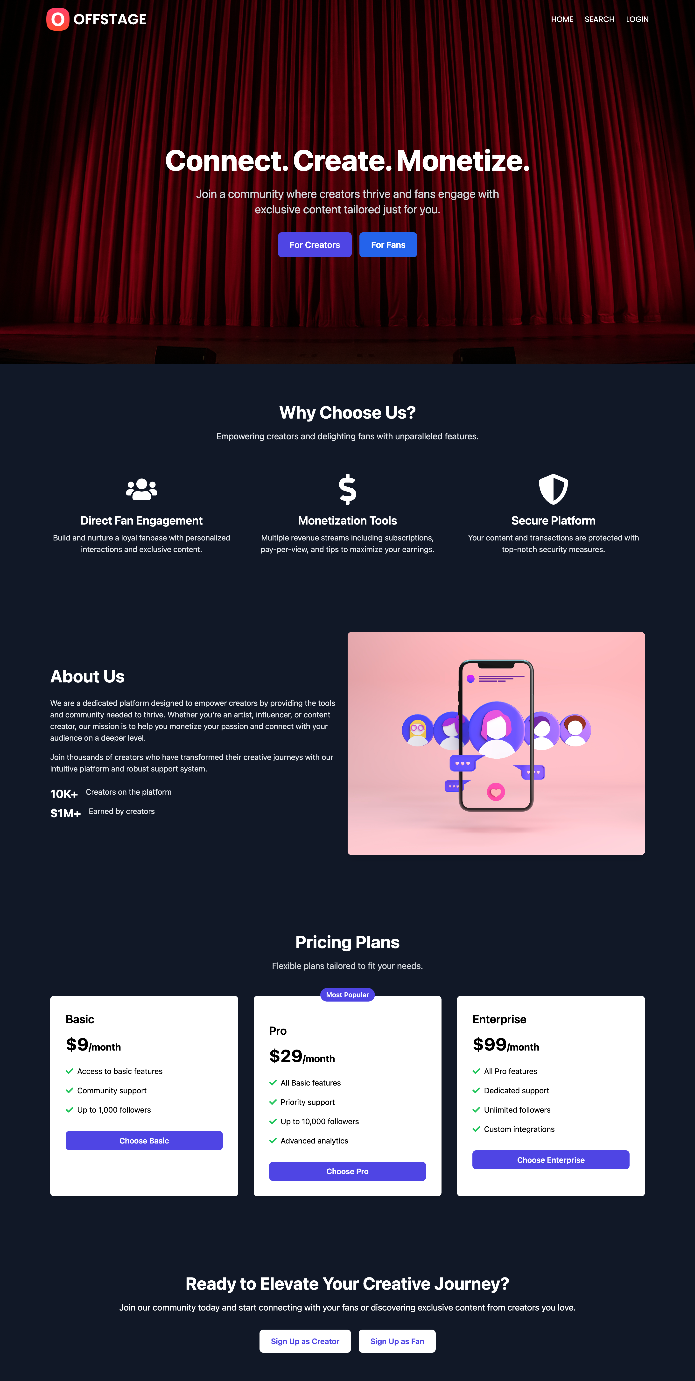 O OFFSTAGE
HOME SEARCH LOGIN
Connect. Create. Monetize.
Join a community where creators thrive and fans engage with
exclusive content tailored just for you.
For Creators For Fans
Why Choose Us?
Empowering creators and delighting fans with unparalleled features.
Direct Fan Engagement
Build and nurture a loyal fanbase with personalized
interactions and exclusive content.
Monetization Tools
Multiple revenue streams including subscriptions,
pay-per-view, and tips to maximize your earnings.
Secure Platform
Your content and transactions are protected with
top-notch security measures.
About Us
We are a dedicated platform designed to empower creators by providing the tools
and community needed to thrive. Whether you're an artist, influencer, or content
creator, our mission is to help you monetize your passion and connect with your
audience on a deeper level.
Join thousands of creators who have transformed their creative journeys with our
intuitive platform and robust support system.
10K+ Creators on the platform
$1M+ Earned by creators
Pricing Plans
Flexible plans tailored to fit your needs.
Basic
$9/month
Access to basic features
Community support
Up to 1,000 followers
Choose Basic
Most Popular
Pro
$29/month
All Basic features
Priority support
Up to 10,000 followers
Advanced analytics
Choose Pro
Enterprise
$99/month
All Pro features
Dedicated support
Unlimited followers
Custom integrations
Choose Enterprise
Ready to Elevate Your Creative Journey?
Join our community today and start connecting with your fans or discovering exclusive content from creators you love.
Sign Up as Creator Sign Up as Fan